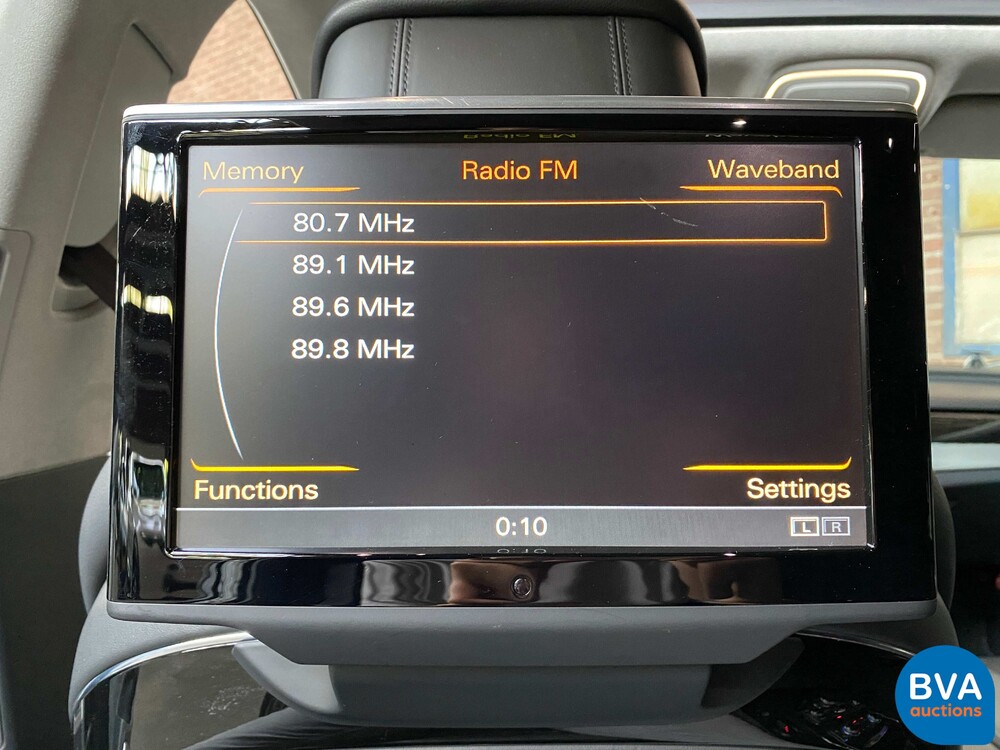 Memory Radio FM Waveband
80.7 MHz
89.1 MHz
89.6 MHz
89.8 MHz
Functions Settings
0:10 L R
BVA
auctions